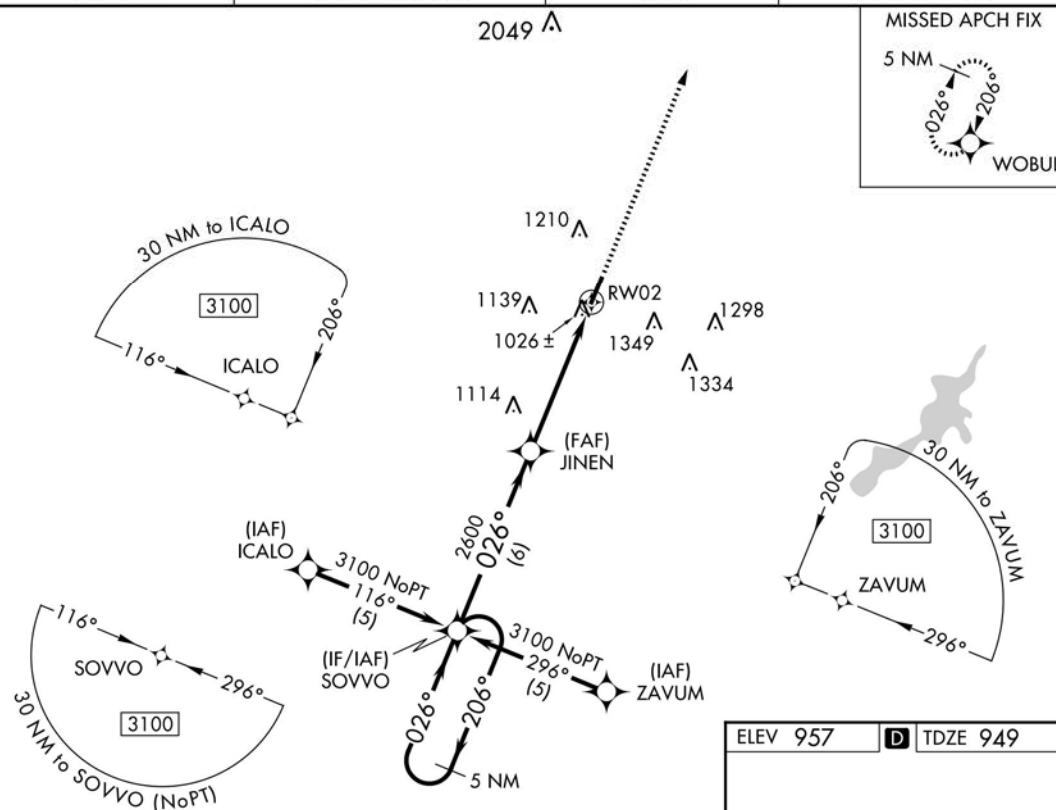 2049
MISSED APCH FIX
5 NM
026°
206°
30 NM to ICALO
3100
206°
116°
ICALO
1210
RW02
1139
1026 ±
1349
1298
1334
1114
(FAF)
JINEN
2600
026°
(6)
(IAF)
ICALO
3100 NoPT
116°
(5)
(IF/IAF)
SOVVO
3100 NoPT
296°
(5)
(IAF)
ZAVUM
026°
206°
5 NM
30 NM to ZAVUM
206°
3100
ZAVUM
296°
116°
SOVVO
296°
3100
30 NM to SOVVO (NoPT)
ELEV 957
D
TDZE 949